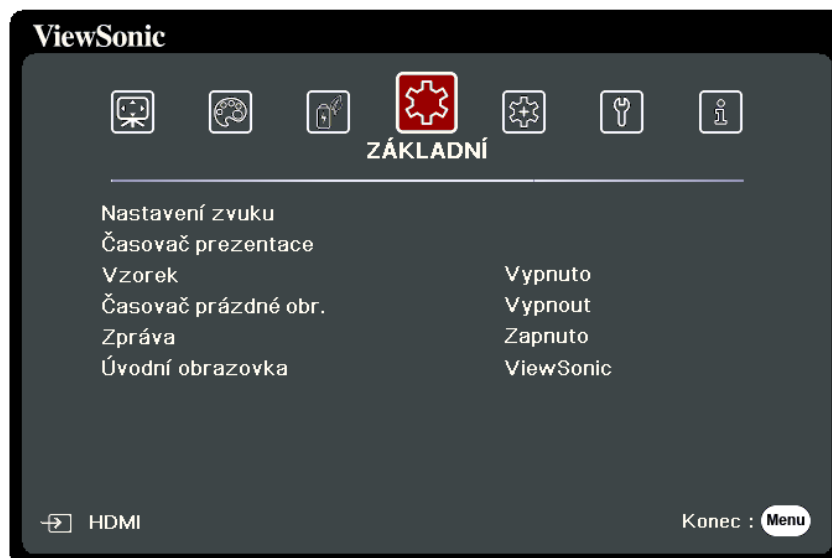 ViewSonic
ZÁKLADNÍ
Nastavení zvuku
Časovač prezentace
Vzorek Vypnuto
Časovač prázdné obr. Vypnout
Zpráva Zapnuto
Úvodní obrazovka ViewSonic
HDMI Konec : Menu